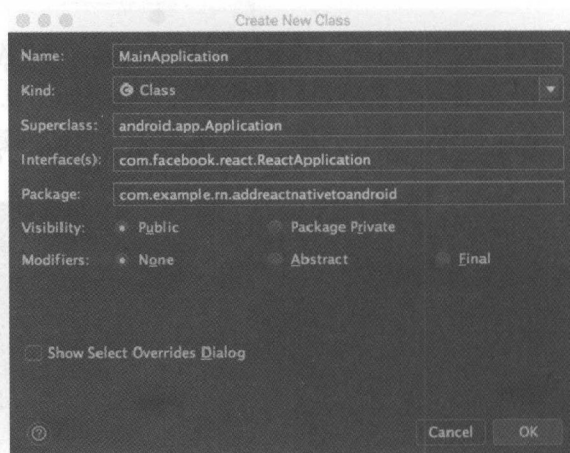 Create New Class
Name: MainApplication
Kind: Class
Superclass: android.app.Application
Interface(s): com.facebook.react.ReactApplication
Package: com.example.rn.addreactnativetoandroid
Visibility: Public Package Private
Modifiers: None Abstract Final
Show Select Overrides Dialog
? Cancel OK